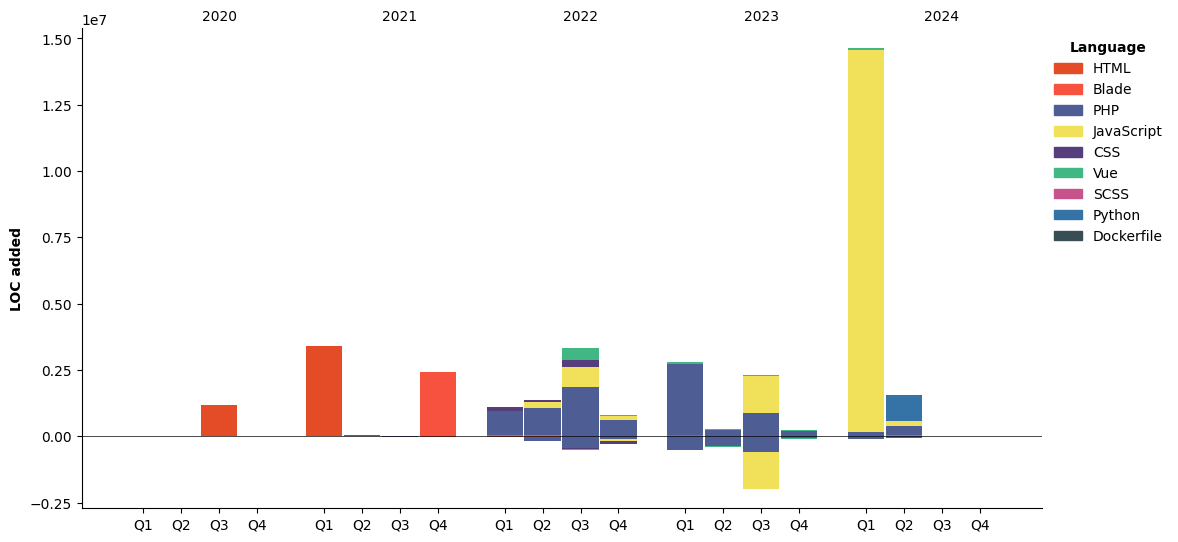 2020 2021 2022 2023 2024
1e7
1.50
1.25
1.00
0.75
0.50
0.25
0.00
−0.25
LOC added
Q1 Q2 Q3 Q4 Q1 Q2 Q3 Q4 Q1 Q2 Q3 Q4 Q1 Q2 Q3 Q4 Q1 Q2 Q3 Q4
Language
HTML
Blade
PHP
JavaScript
CSS
Vue
SCSS
Python
Dockerfile